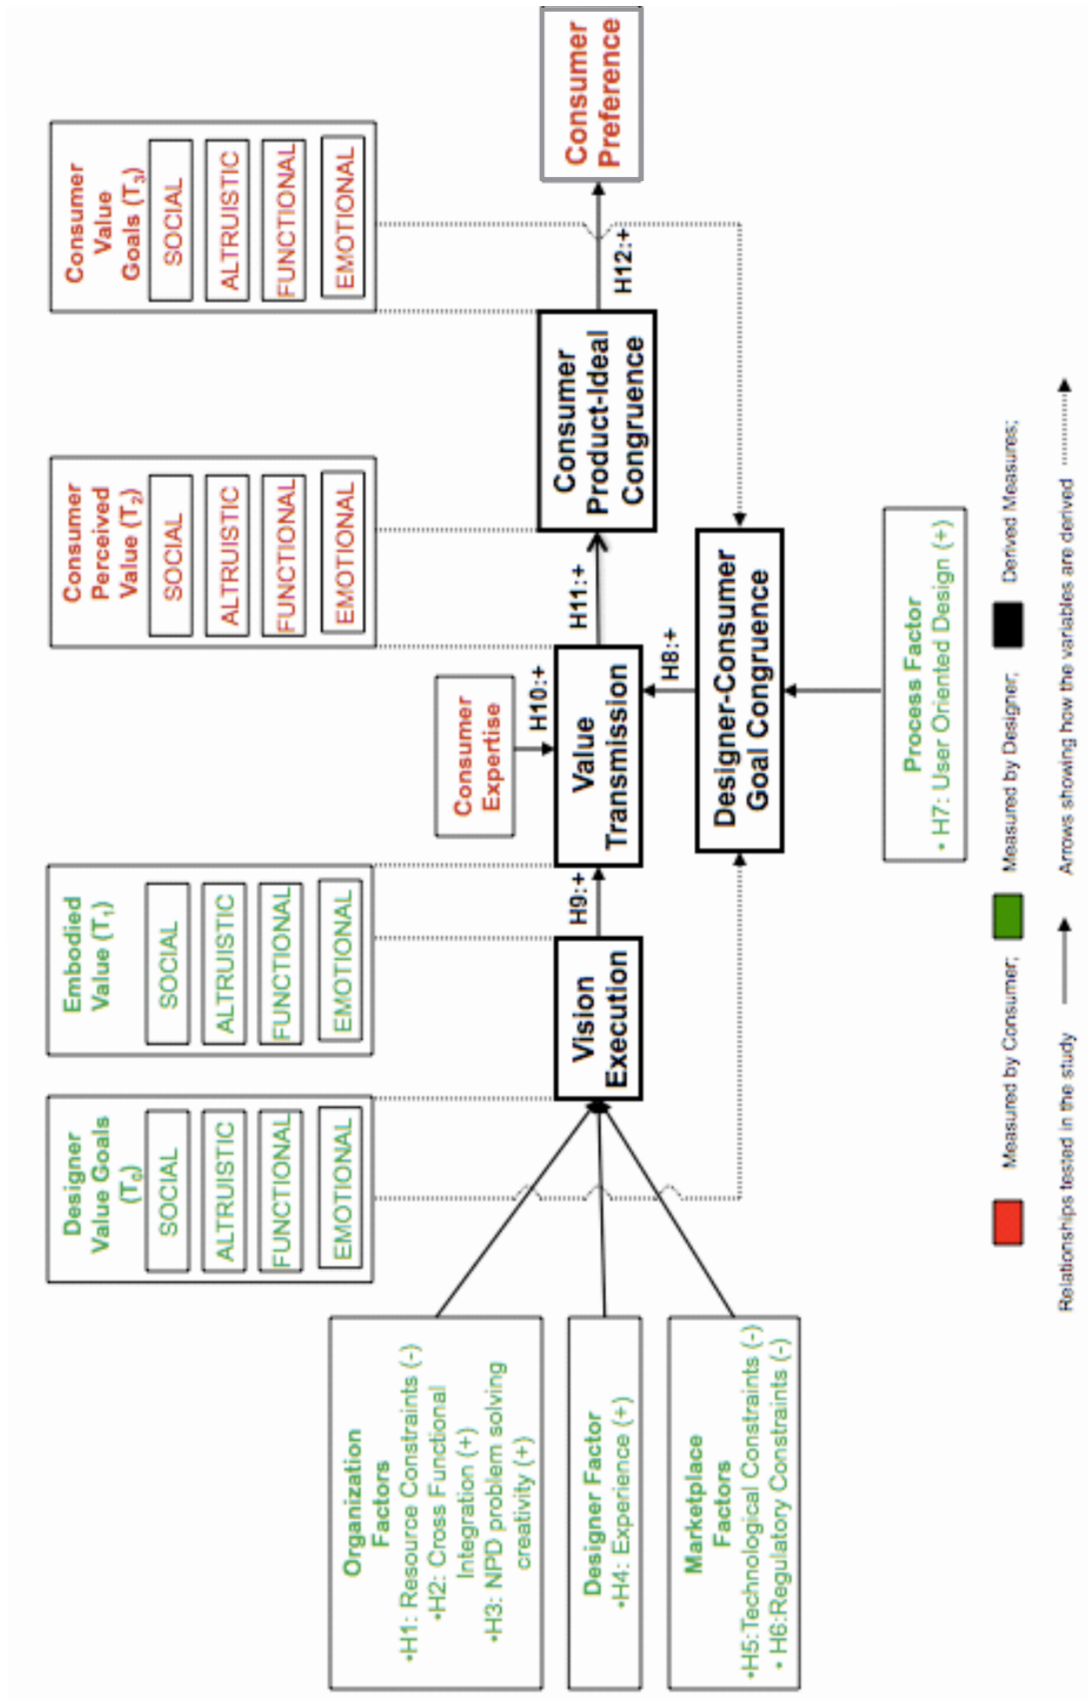 Designer
Value Goals
(T0)
SOCIAL
ALTRUISTIC
FUNCTIONAL
EMOTIONAL
Embodied
Value (T1)
SOCIAL
ALTRUISTIC
FUNCTIONAL
EMOTIONAL
Consumer
Perceived
Value (T2)
SOCIAL
ALTRUISTIC
FUNCTIONAL
EMOTIONAL
Consumer
Value
Goals (T3)
SOCIAL
ALTRUISTIC
FUNCTIONAL
EMOTIONAL
Organization
Factors
•H1: Resource Constraints (-)
•H2: Cross Functional
Integration (+)
•H3: NPD problem solving
creativity (+)
Designer Factor
•H4: Experience (+)
Marketplace
Factors
•H5:Technological Constraints (-)
• H6:Regulatory Constraints (-)
Vision
Execution
H9:+
Consumer
Expertise
H10:+
Value
Transmission
H11:+
Consumer
Product-Ideal
Congruence
H12:+
Consumer
Preference
H8:+
Designer-Consumer
Goal Congruence
Process Factor
• H7: User Oriented Design (+)
Measured by Consumer;
Measured by Designer;
Derived Measures;
Relationships tested in the study
Arrows showing how the variables are derived